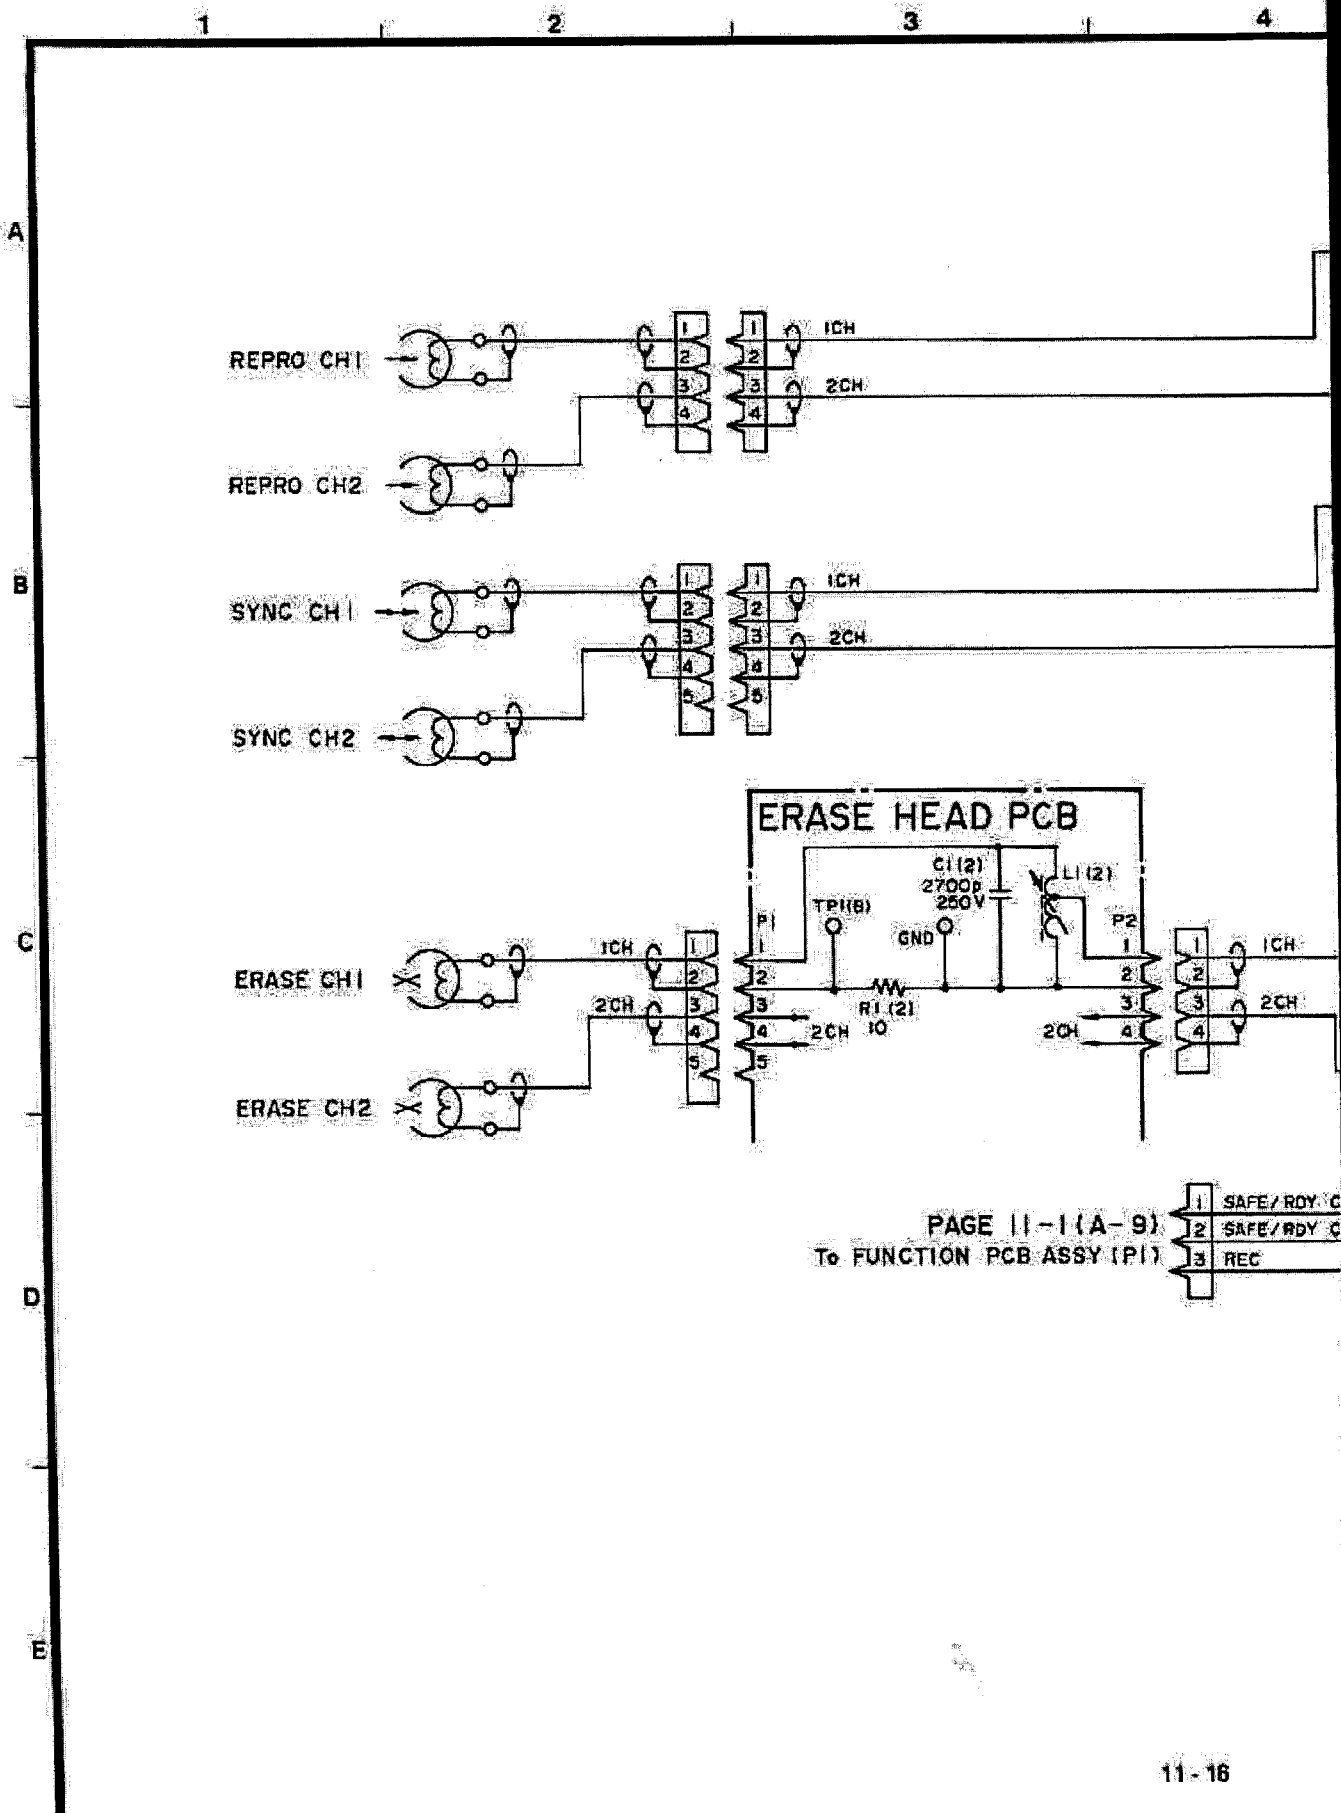 1 2 3 4
A
REPRO CH1
1 2 3 4
1 2 3 4
1CH
2CH
REPRO CH2
B
SYNC CH1
1 2 3 4 5
1 2 3 4 5
1CH
2CH
SYNC CH2
ERASE HEAD PCB
C1(2)
2700p
250V
L1(2)
TP1(8)
GND
P1
P2
C
ERASE CH1
1CH
2CH
1 2 3 4 5
1 2 3 4 5
2CH
R1(2)
10
2CH
1 2 3 4
1 2 3 4
1CH
2CH
ERASE CH2
PAGE 11-1(A-9)
To FUNCTION PCB ASSY(P1)
1 SAFE/RDY C
2 SAFE/RDY C
3 REC
D
E
11-16